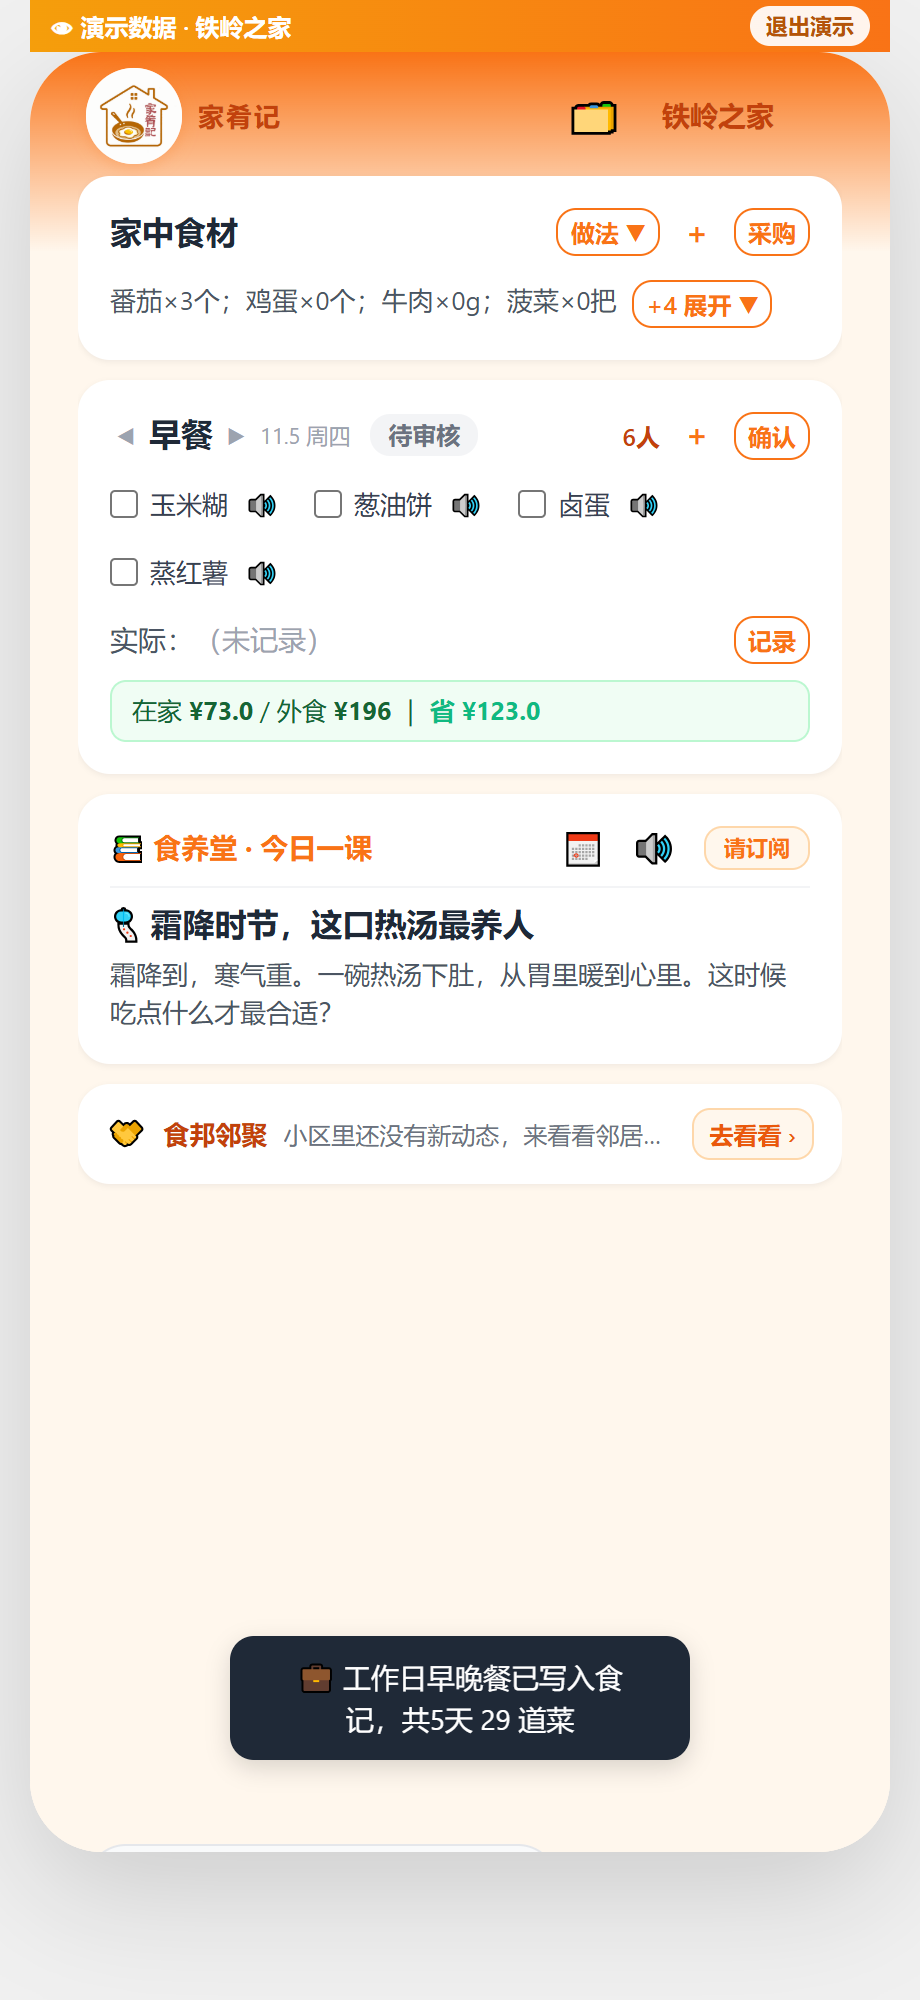 演示数据 · 铁岭之家
退出演示
家肴記
家肴记
铁岭之家
家中食材
做法 ▼
+
采购
番茄×3个；鸡蛋×0个；牛肉×0g；菠菜×0把
+4 展开 ▼
◀ 早餐 ▶ 11.5 周四
待审核
6人
+
确认
玉米糊
葱油饼
卤蛋
蒸红薯
实际：（未记录）
记录
在家 ¥73.0 / 外食 ¥196 | 省 ¥123.0
食养堂 · 今日一课
请订阅
霜降时节，这口热汤最养人
霜降到，寒气重。一碗热汤下肚，从胃里暖到心里。这时候
吃点什么才最合适？
食邦邻聚
小区里还没有新动态，来看看邻居...
去看看 ›
工作日早晚餐已写入食
记，共5天 29 道菜